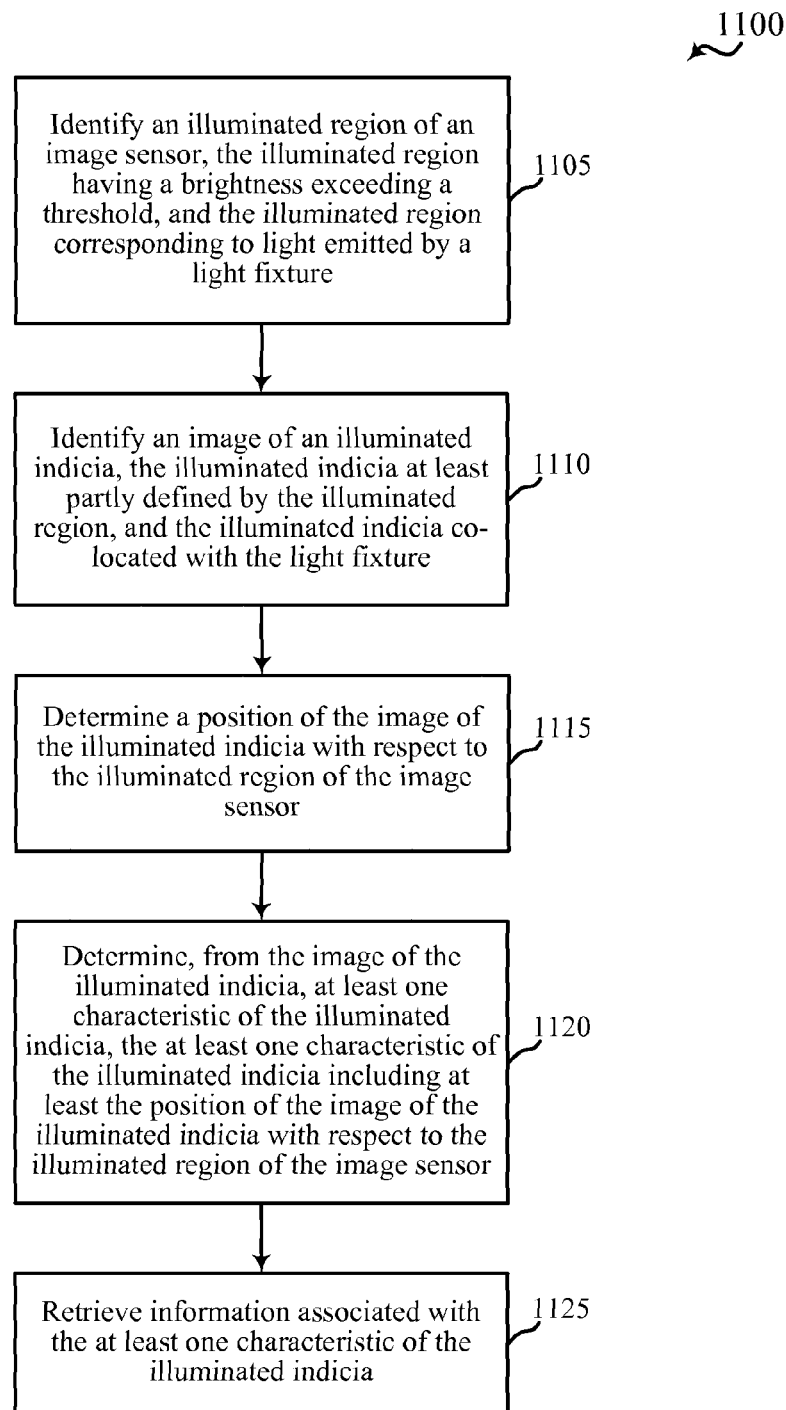 1100
Identify an illuminated region of an
image sensor, the illuminated region
having a brightness exceeding a
threshold, and the illuminated region
corresponding to light emitted by a
light fixture
1105
Identify an image of an illuminated
indicia, the illuminated indicia at least
partly defined by the illuminated
region, and the illuminated indicia co-
located with the light fixture
1110
Determine a position of the image of
the illuminated indicia with respect to
the illuminated region of the image
sensor
1115
Determine, from the image of the
illuminated indicia, at least one
characteristic of the illuminated
indicia, the at least one characteristic of
the illuminated indicia including at
least the position of the image of the
illuminated indicia with respect to the
illuminated region of the image sensor
1120
Retrieve information associated with
the at least one characteristic of the
illuminated indicia
1125